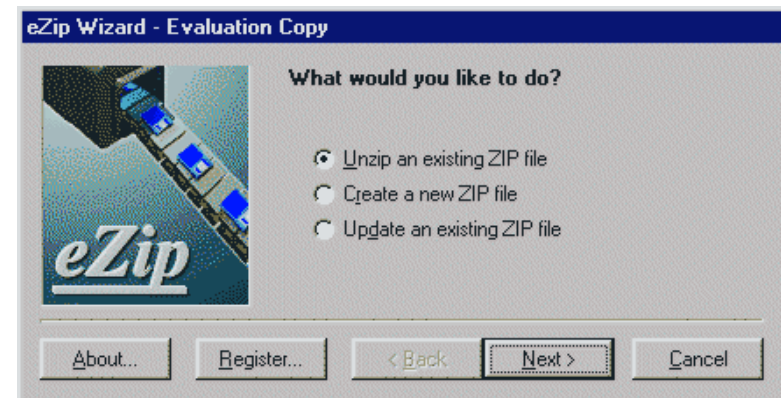 eZip Wizard - Evaluation Copy
What would you like to do?
Unzip an existing ZIP file
Create a new ZIP file
Update an existing ZIP file
eZip
About... Register... < Back Next > Cancel